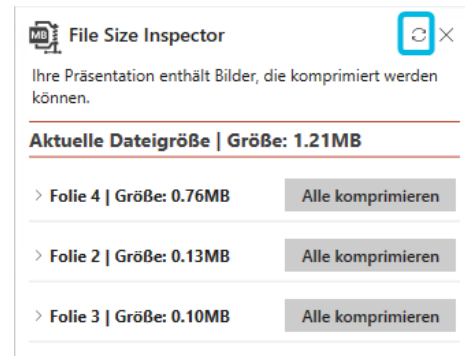 MB File Size Inspector
Ihre Präsentation enthält Bilder, die komprimiert werden
können.
Aktuelle Dateigröße | Größe: 1.21MB
Folie 4 | Größe: 0.76MB Alle komprimieren
Folie 2 | Größe: 0.13MB Alle komprimieren
Folie 3 | Größe: 0.10MB Alle komprimieren